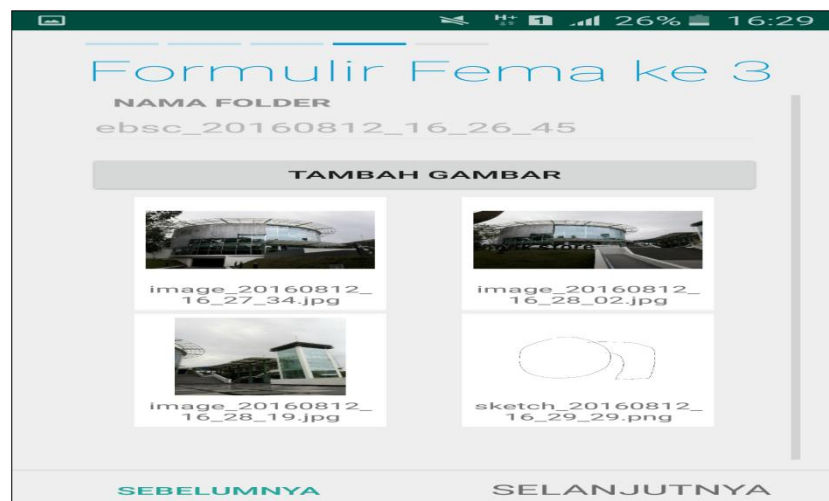 H+ 1 26% 16:29
Formulir Fema ke 3
NAMA FOLDER
ebsc_20160812_16_26_45
TAMBAH GAMBAR
image_20160812_
16_27_34.jpg
image_20160812_
16_28_02.jpg
image_20160812_
16_28_19.jpg
sketch_20160812_
16_29_29.png
SEBELUMNYA
SELANJUTNYA